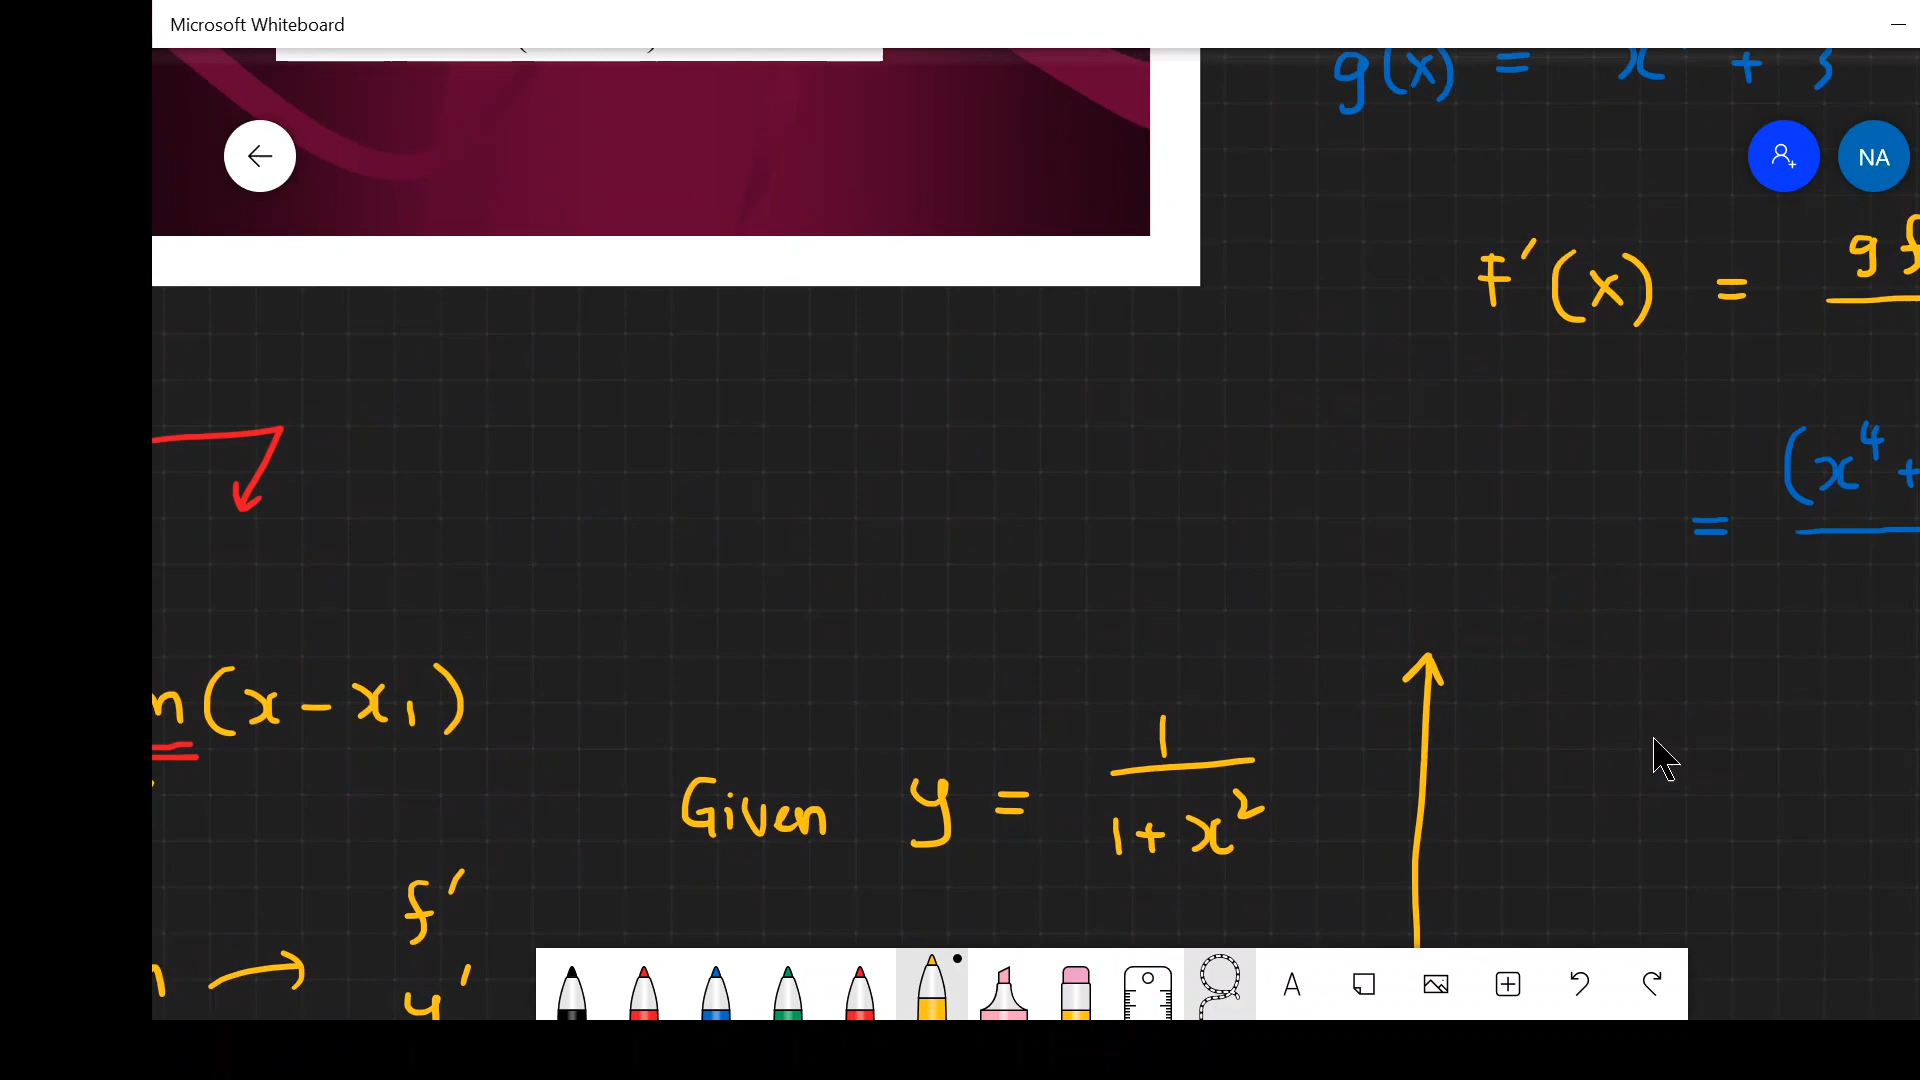 Microsoft Whiteboard
g(x) = x + 3
NA
F'(x) = g f
(x⁴ +
=
(x - x₁)
Given y = 1/(1+x²)
f'
→ y'
A